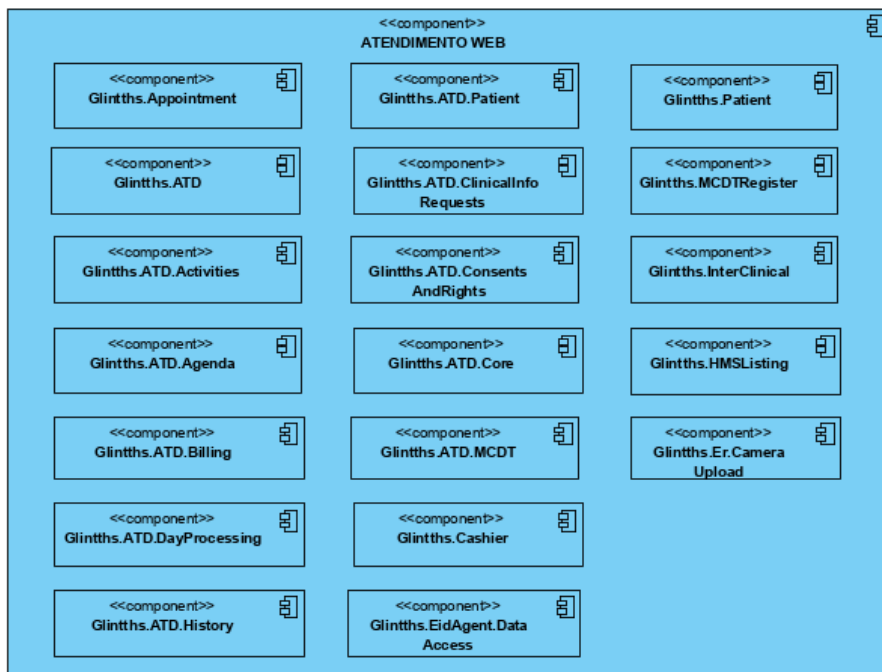 <<component>>
ATENDIMENTO WEB
<<component>>
Glintths.Appointment
<<component>>
Glintths.ATD.Patient
<<component>>
Glintths.Patient
<<component>>
Glintths.ATD
<<component>>
Glintths.ATD.ClinicalInfo
Requests
<<component>>
Glintths.MCDTRegister
<<component>>
Glintths.ATD.Activities
<<component>>
Glintths.ATD.Consents
AndRights
<<component>>
Glintths.InterClinical
<<component>>
Glintths.ATD.Agenda
<<component>>
Glintths.ATD.Core
<<component>>
Glintths.HMSListing
<<component>>
Glintths.ATD.Billing
<<component>>
Glintths.ATD.MCDT
<<component>>
Glintths.Er.Camera
Upload
<<component>>
Glintths.ATD.DayProcessing
<<component>>
Glintths.Cashier
<<component>>
Glintths.ATD.History
<<component>>
Glintths.EidAgent.Data
Access